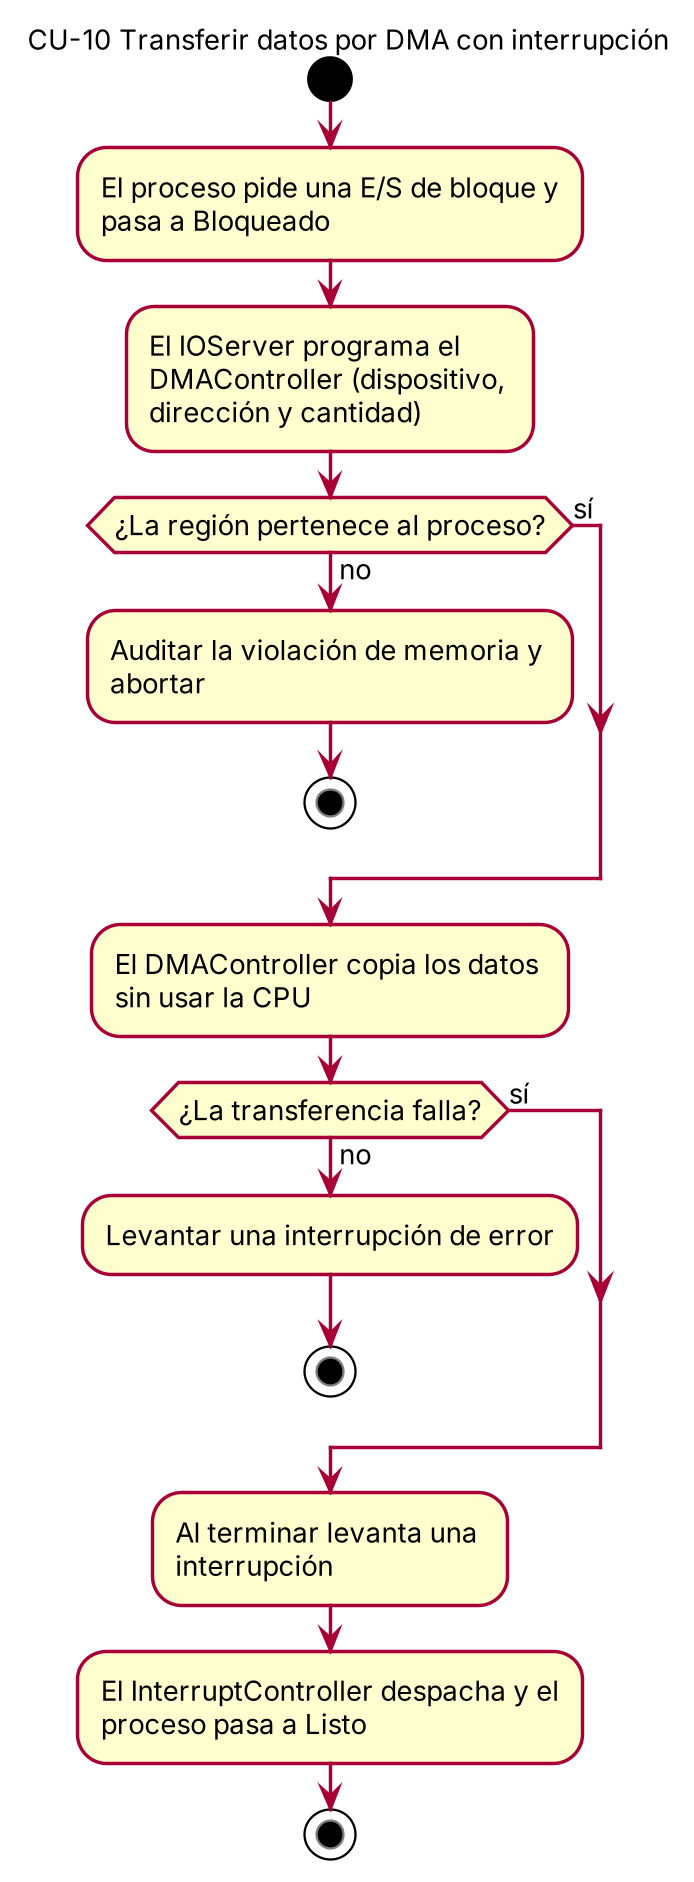 CU-10 Transferir datos por DMA con interrupción
El proceso pide una E/S de bloque y
pasa a Bloqueado
El IOServer programa el
DMAController (dispositivo,
dirección y cantidad)
¿La región pertenece al proceso?
sí
no
Auditar la violación de memoria y
abortar
El DMAController copia los datos
sin usar la CPU
¿La transferencia falla?
sí
no
Levantar una interrupción de error
Al terminar levanta una
interrupción
El InterruptController despacha y el
proceso pasa a Listo